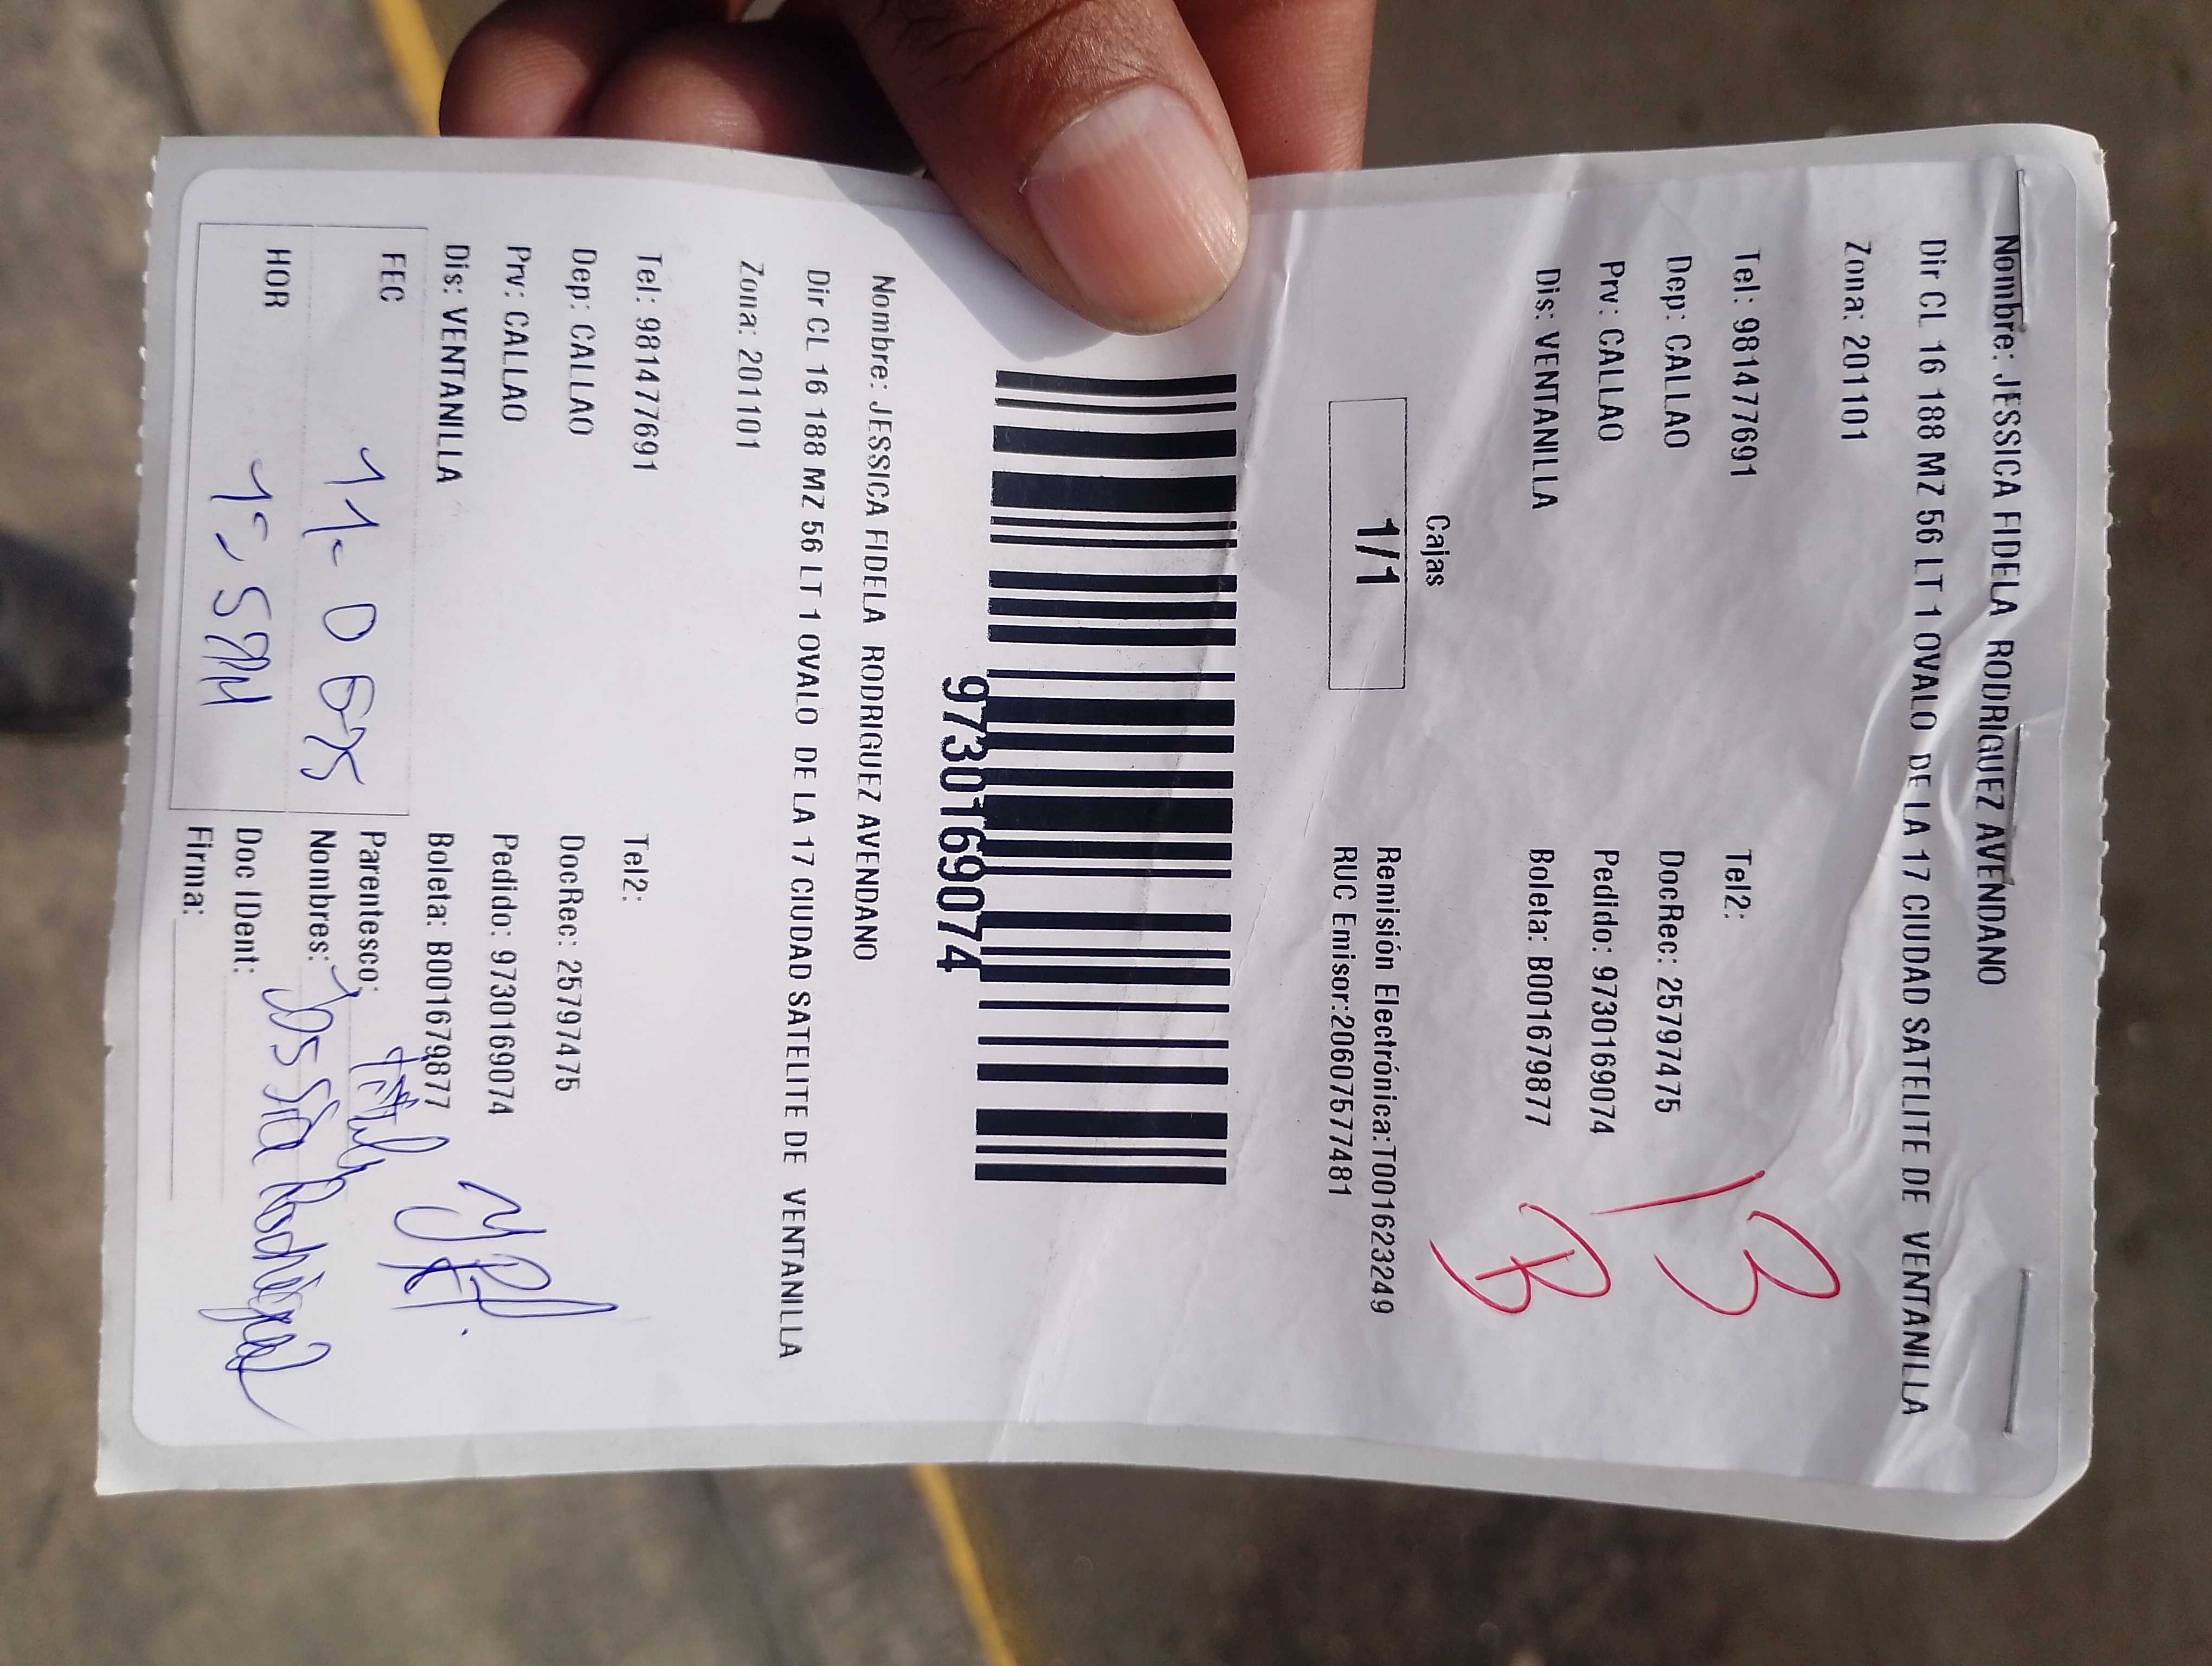 Nombre: JESSICA FIDELA RODRIGUEZ AVENDANO
Dir CL 16 188 MZ 56 LT 1 OVALO DE LA 17 CIUDAD SATELITE DE VENTANILLA
Zona: 201101
Tel: 981477691 Tel2:
Dep: CALLAO DocRec: 25797475
Prv: CALLAO Pedido: 9730169074
Dis: VENTANILLA Boleta: B001679877
13
B
Cajas
1/1
Remisión Electrónica:T001623249
RUC Emisor:20607577481
9730169074
Nombre: JESSICA FIDELA RODRIGUEZ AVENDANO
Dir CL 16 188 MZ 56 LT 1 OVALO DE LA 17 CIUDAD SATELITE DE VENTANILLA
Zona: 201101
Tel: 981477691 Tel2:
Dep: CALLAO DocRec: 25797475
Prv: CALLAO Pedido: 9730169074
Dis: VENTANILLA Boleta: B001679877
FEC
Parentesco:
Nombres: Jessica Rodriguez
HOR
Doc IDent:
Firma: